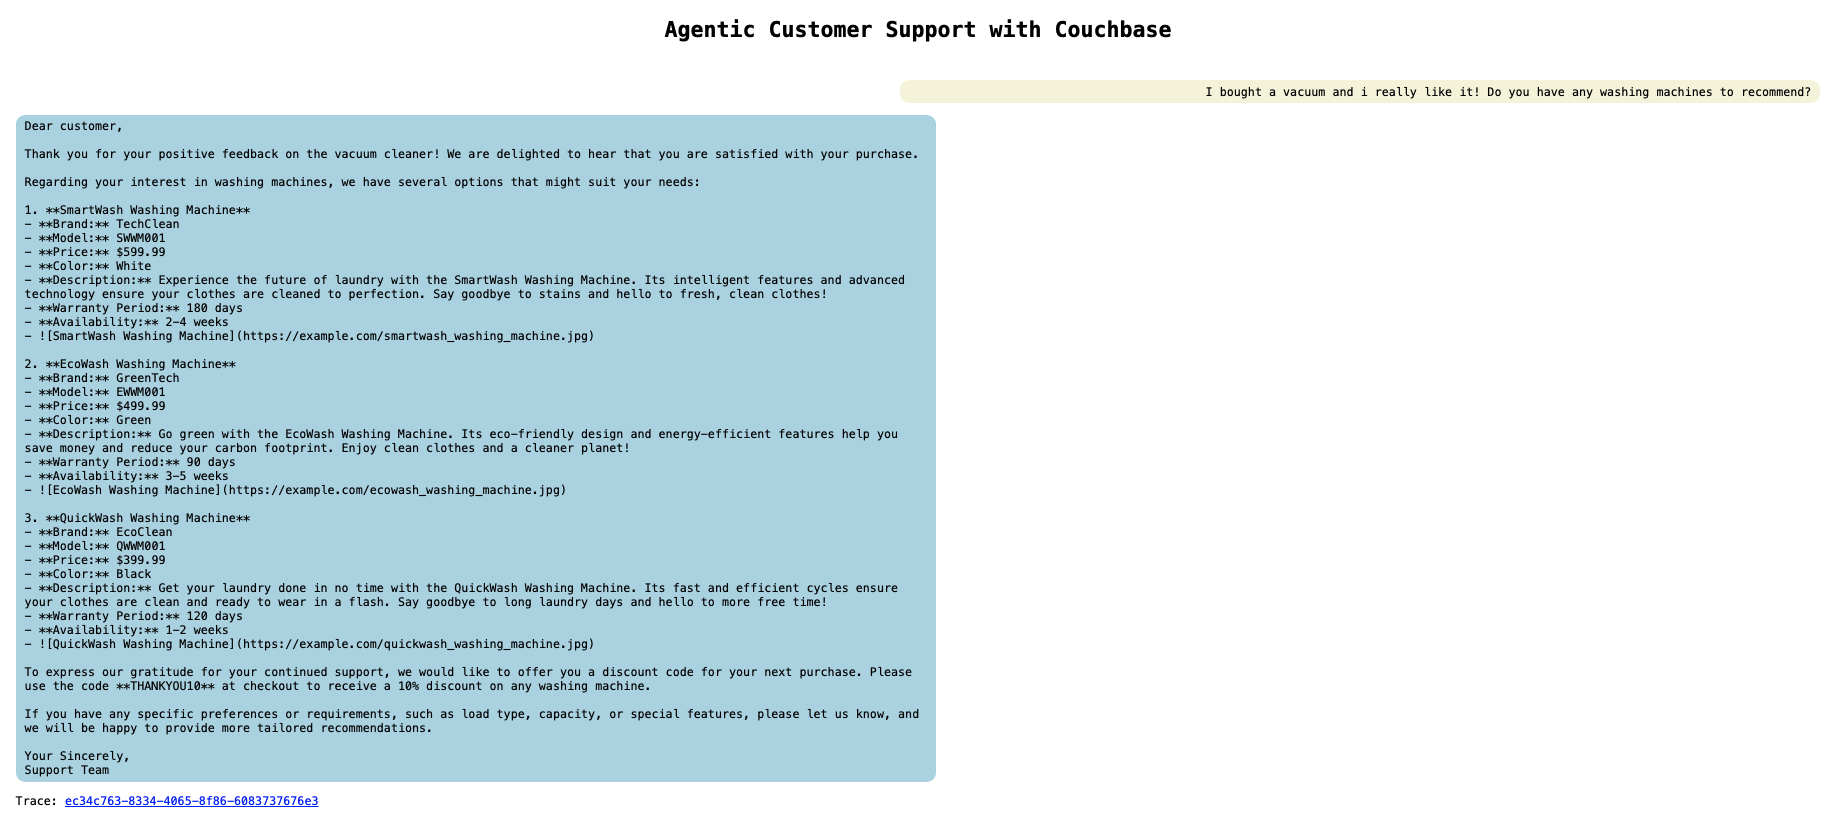 Agentic Customer Support with Couchbase
I bought a vacuum and i really like it! Do you have any washing machines to recommend?
Dear customer,
Thank you for your positive feedback on the vacuum cleaner! We are delighted to hear that you are satisfied with your purchase.
Regarding your interest in washing machines, we have several options that might suit your needs:
1. **SmartWash Washing Machine**
- **Brand:** TechClean
- **Model:** SWWM001
- **Price:** $599.99
- **Color:** White
- **Description:** Experience the future of laundry with the SmartWash Washing Machine. Its intelligent features and advanced
technology ensure your clothes are cleaned to perfection. Say goodbye to stains and hello to fresh, clean clothes!
- **Warranty Period:** 180 days
- **Availability:** 2-4 weeks
- ![SmartWash Washing Machine](https://example.com/smartwash_washing_machine.jpg)
2. **EcoWash Washing Machine**
- **Brand:** GreenTech
- **Model:** EWWM001
- **Price:** $499.99
- **Color:** Green
- **Description:** Go green with the EcoWash Washing Machine. Its eco-friendly design and energy-efficient features help you
save money and reduce your carbon footprint. Enjoy clean clothes and a cleaner planet!
- **Warranty Period:** 90 days
- **Availability:** 3-5 weeks
- ![EcoWash Washing Machine](https://example.com/ecowash_washing_machine.jpg)
3. **QuickWash Washing Machine**
- **Brand:** EcoClean
- **Model:** QWWM001
- **Price:** $399.99
- **Color:** Black
- **Description:** Get your laundry done in no time with the QuickWash Washing Machine. Its fast and efficient cycles ensure
your clothes are clean and ready to wear in a flash. Say goodbye to long laundry days and hello to more free time!
- **Warranty Period:** 120 days
- **Availability:** 1-2 weeks
- ![QuickWash Washing Machine](https://example.com/quickwash_washing_machine.jpg)
To express our gratitude for your continued support, we would like to offer you a discount code for your next purchase. Please
use the code **THANKYOU10** at checkout to receive a 10% discount on any washing machine.
If you have any specific preferences or requirements, such as load type, capacity, or special features, please let us know, and
we will be happy to provide more tailored recommendations.
Your Sincerely,
Support Team
Trace: ec34c763-8334-4065-8f86-6083737676e3